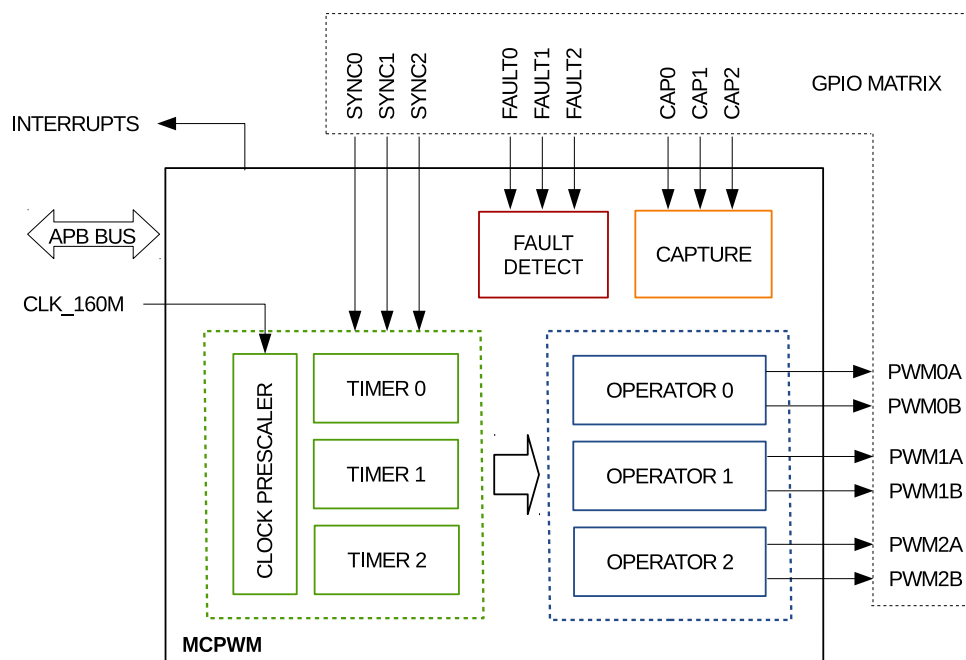 SYNC0
SYNC1
SYNC2
FAULT0
FAULT1
FAULT2
CAP0
CAP1
CAP2
GPIO MATRIX
INTERRUPTS
APB BUS
FAULT
DETECT
CAPTURE
CLK_160M
CLOCK PRESCALER
TIMER 0
TIMER 1
TIMER 2
OPERATOR 0
OPERATOR 1
OPERATOR 2
PWM0A
PWM0B
PWM1A
PWM1B
PWM2A
PWM2B
MCPWM